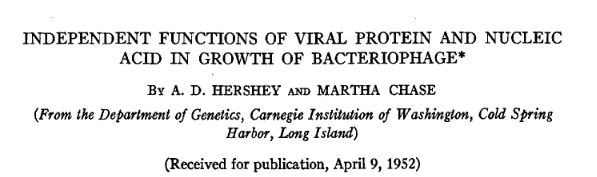 INDEPENDENT FUNCTIONS OF VIRAL PROTEIN AND NUCLEIC
ACID IN GROWTH OF BACTERIOPHAGE*
BY A. D. HERSHEY AND MARTHA CHASE
(From the Department of Genetics, Carnegie Institution of Washington, Cold Spring
Harbor, Long Island)
(Received for publication, April 9, 1952)